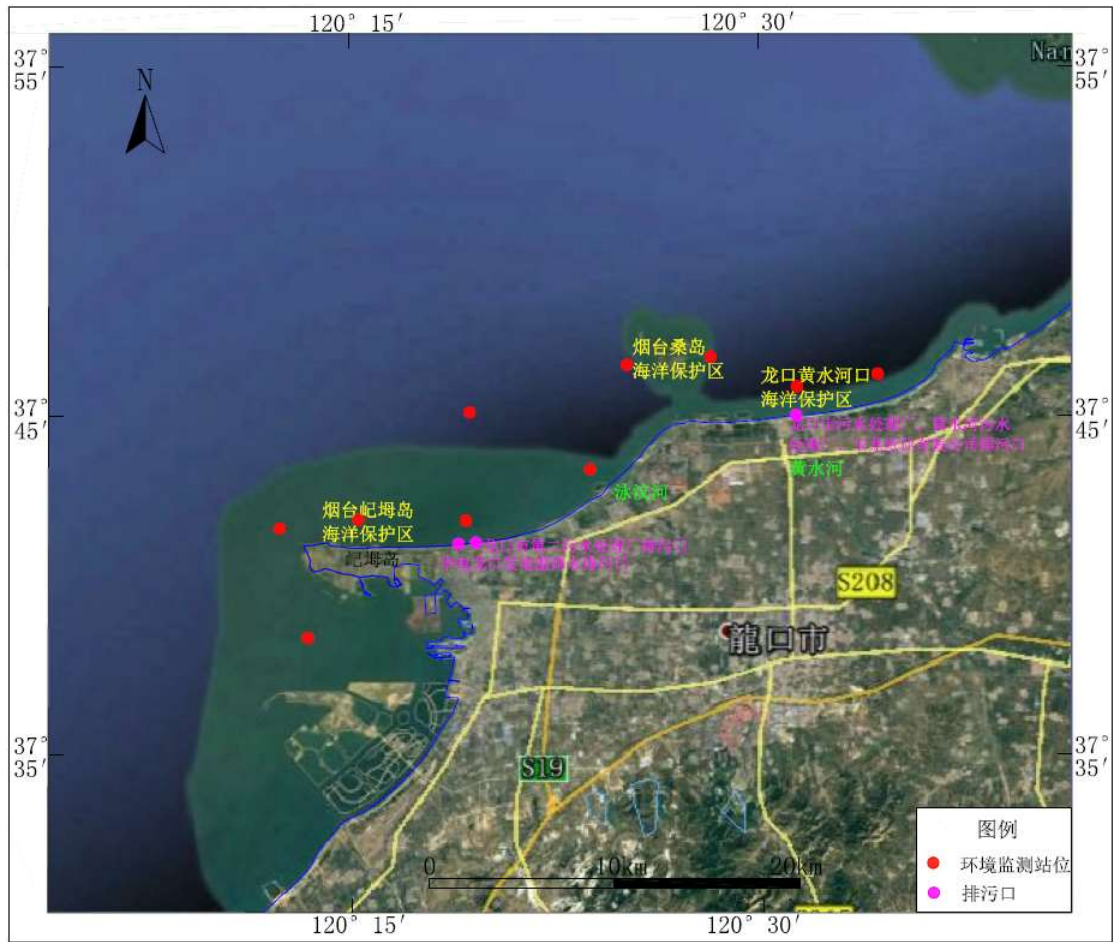 120° 15′
120° 30′
37°
55′
37°
55′
N
烟台桑岛
海洋保护区
龙口黄水河口
海洋保护区
37°
45′
37°
45′
黄水河
泳汶河
烟台屺㟂岛
海洋保护区
屺㟂岛
S208
龍口市
37°
35′
37°
35′
S19
图例
环境监测站位
排污口
0
10km
20km
120° 15′
120° 30′